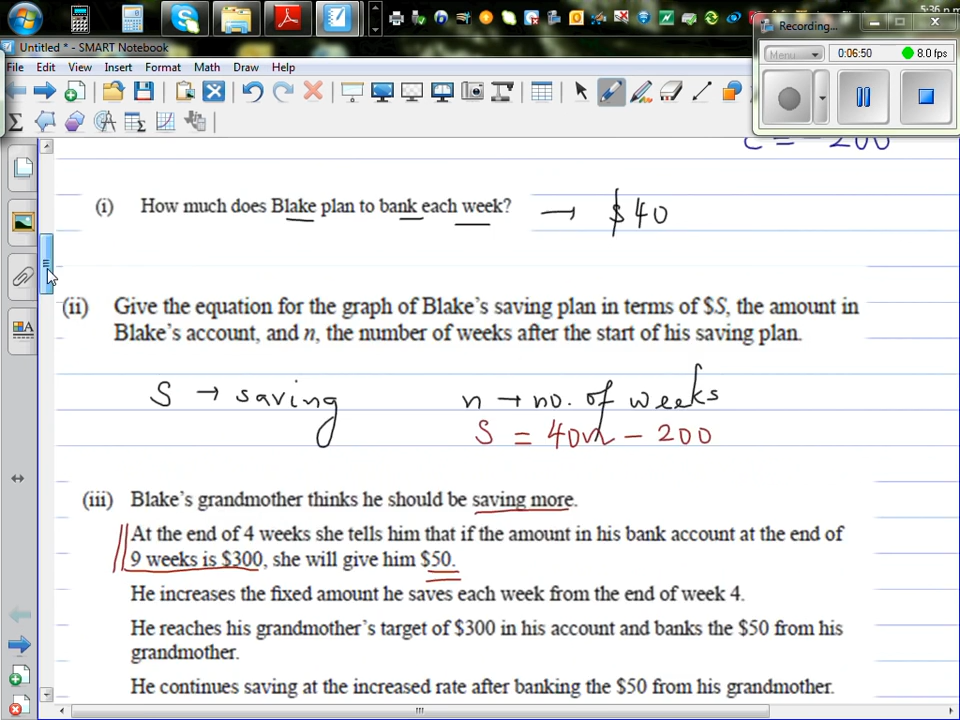 5:36 p.m
Recording...
Untitled * - SMART Notebook
Menu
0:06:50
8.0 fps
File Edit View Insert Format Math Draw Help
(i) How much does Blake plan to bank each week? → $40
(ii) Give the equation for the graph of Blake's saving plan in terms of $S, the amount in
Blake's account, and n, the number of weeks after the start of his saving plan.
S → saving n → no. of weeks
S = 40n - 200
(iii) Blake's grandmother thinks he should be saving more.
At the end of 4 weeks she tells him that if the amount in his bank account at the end of
9 weeks is $300, she will give him $50.
He increases the fixed amount he saves each week from the end of week 4.
He reaches his grandmother's target of $300 in his account and banks the $50 from his
grandmother.
He continues saving at the increased rate after banking the $50 from his grandmother.